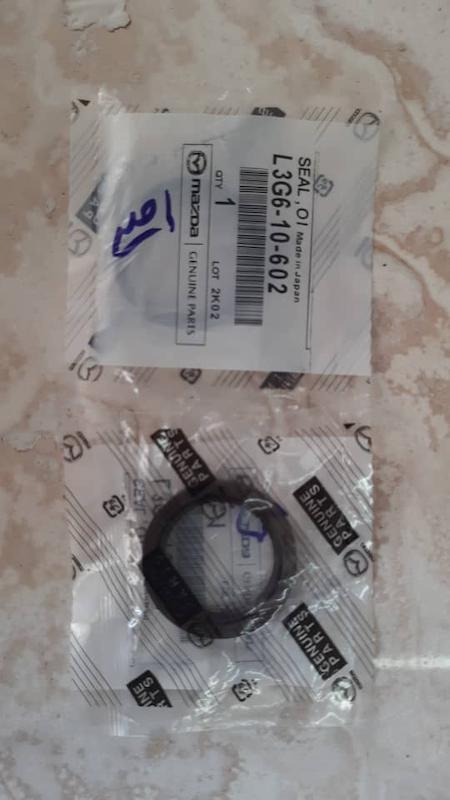 SEAL ,OI Made in Japan
L3G6-10-602
QTY 1 LOT 2K02
mazda GENUINE PARTS
GENUINE
PARTS
GENUINE
PARTS
GENUINE
PARTS
GENUINE
PARTS